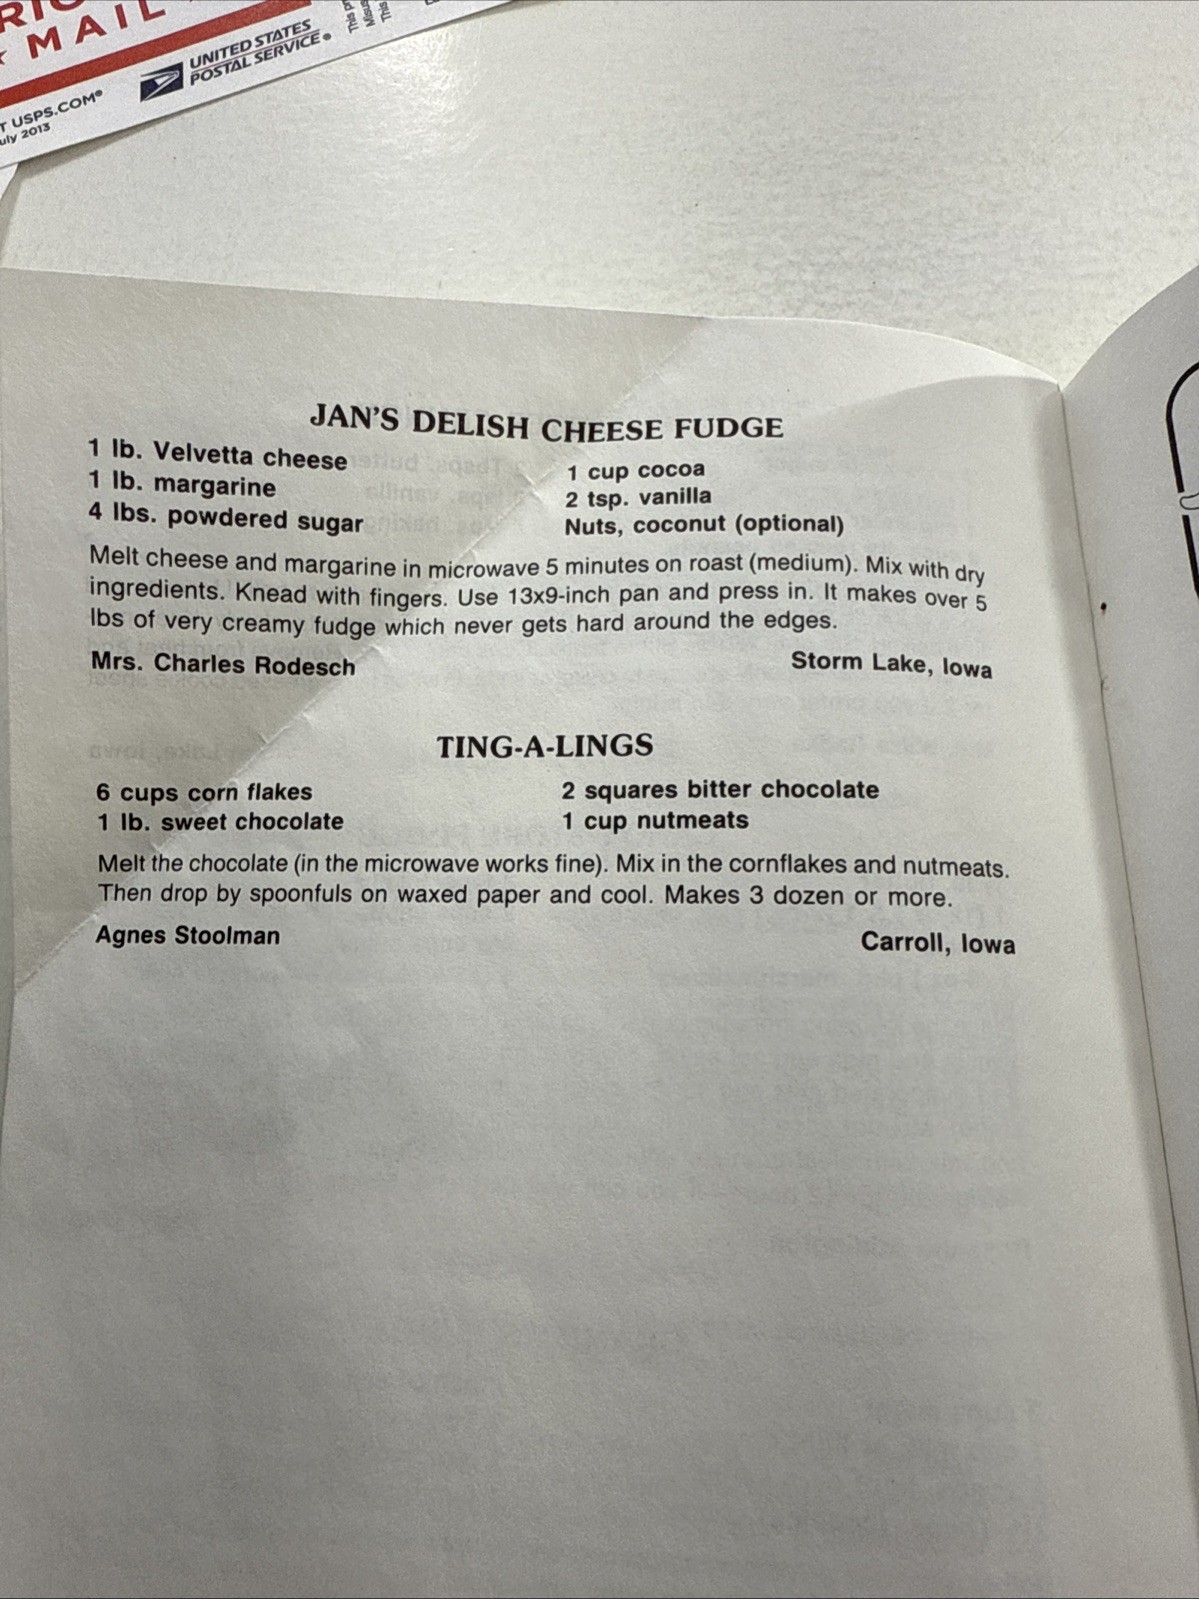 MAIL
UNITED STATES
POSTAL SERVICE®
T USPS.COM®
uly 2013
JAN'S DELISH CHEESE FUDGE
1 lb. Velvetta cheese
1 lb. margarine
4 lbs. powdered sugar
1 cup cocoa
2 tsp. vanilla
Nuts, coconut (optional)
Melt cheese and margarine in microwave 5 minutes on roast (medium). Mix with dry
ingredients. Knead with fingers. Use 13x9-inch pan and press in. It makes over 5
lbs of very creamy fudge which never gets hard around the edges.
Mrs. Charles Rodesch Storm Lake, Iowa
TING-A-LINGS
6 cups corn flakes
1 lb. sweet chocolate
2 squares bitter chocolate
1 cup nutmeats
Melt the chocolate (in the microwave works fine). Mix in the cornflakes and nutmeats.
Then drop by spoonfuls on waxed paper and cool. Makes 3 dozen or more.
Agnes Stoolman Carroll, Iowa